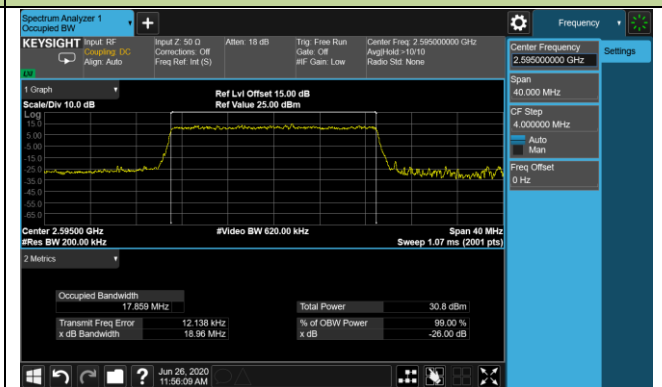 Spectrum Analyzer 1
Occupied BW
Frequency
KEYSIGHT Input: RF
Coupling: DC
Align: Auto
Input Z: 50 Ω
Corrections: Off
Freq Ref: Int (S)
Atten: 18 dB
Trig: Free Run
Gate: Off
#IF Gain: Low
Center Freq: 2.595000000 GHz
Avg|Hold:>10/10
Radio Std: None
Center Frequency
2.595000000 GHz
Settings
Span
40.000 MHz
CF Step
4.000000 MHz
Auto
Man
Freq Offset
0 Hz
1 Graph
Scale/Div 10.0 dB
Ref Lvl Offset 15.00 dB
Ref Value 25.00 dBm
Log
15.0
5.00
-5.00
-15.0
-25.0
-35.0
-45.0
-55.0
-65.0
Center 2.59500 GHz
#Res BW 200.00 kHz
#Video BW 620.00 kHz
Span 40 MHz
Sweep 1.07 ms (2001 pts)
2 Metrics
Occupied Bandwidth
17.859 MHz
Total Power 30.8 dBm
Transmit Freq Error 12.138 kHz
% of OBW Power 99.00 %
x dB Bandwidth 18.96 MHz
x dB -26.00 dB
Jun 26, 2020
11:56:09 AM